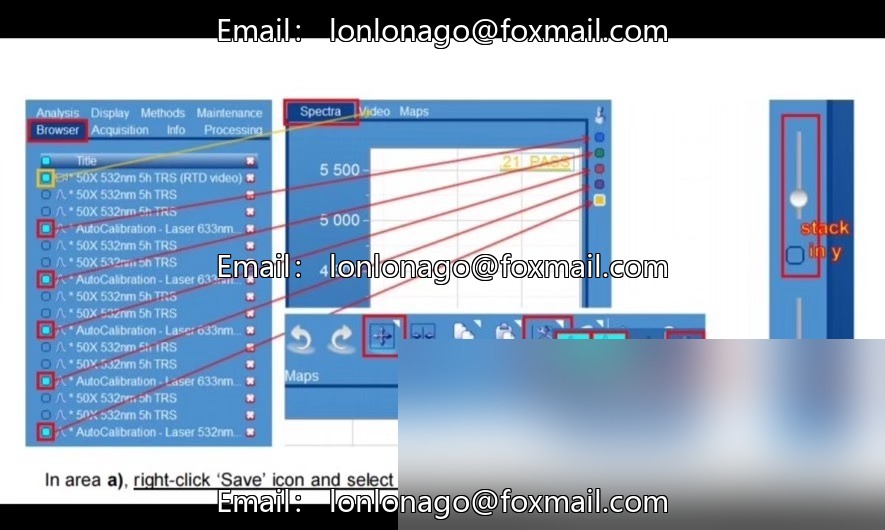 Email： lonlonago@foxmail.com
Analysis Display Methods Maintenance
Browser Acquisition Info Processing
Title
* 50X 532nm 5h TRS (RTD video)
* 50X 532nm 5h TRS
* 50X 532nm 5h TRS
* AutoCalibration - Laser 633nm...
* 50X 532nm 5h TRS
* 50X 532nm 5h TRS
* AutoCalibration - Laser 633nm...
* 50X 532nm 5h TRS
* 50X 532nm 5h TRS
* AutoCalibration - Laser 633nm...
* 50X 532nm 5h TRS
* 50X 532nm 5h TRS
* AutoCalibration - Laser 633nm...
* 50X 532nm 5h TRS
* 50X 532nm 5h TRS
* AutoCalibration - Laser 532nm...
Spectra Video Maps
21 PASS
5 500
5 000
4
stack
in y
Email： lonlonago@foxmail.com
Maps
In area a), right-click ‘Save’ icon and select
Email： lonlonago@foxmail.com